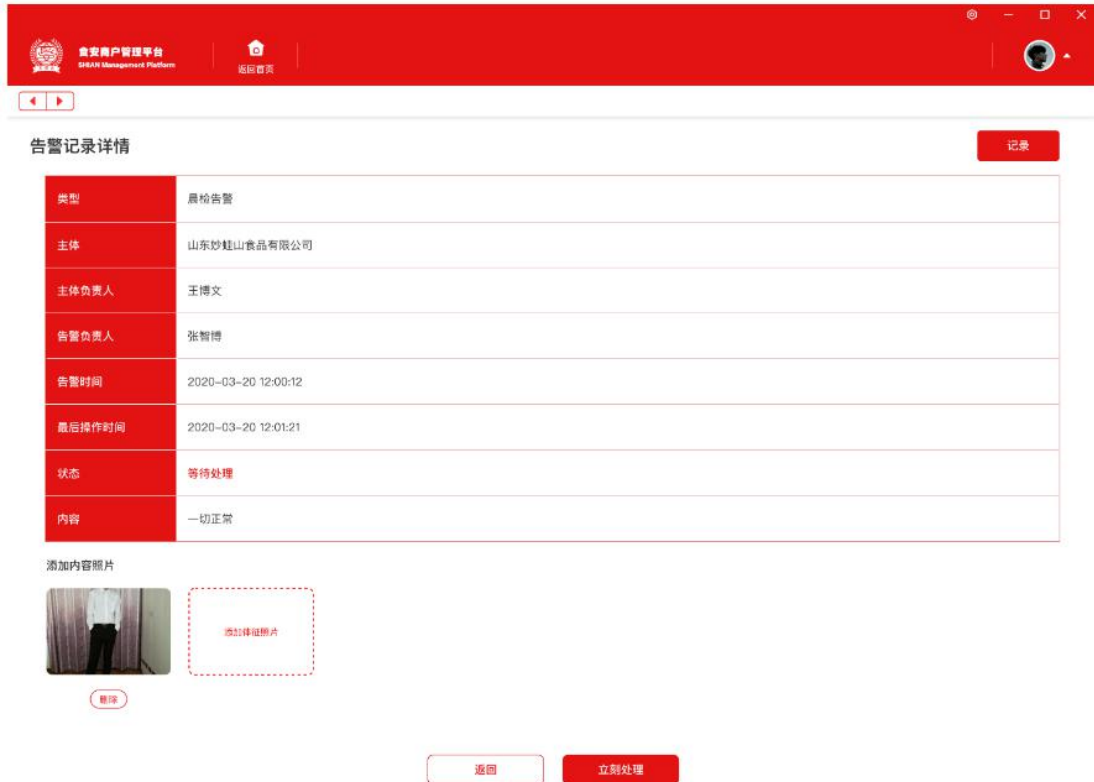 食安商户管理平台
SHIAN Management Platform
返回首页
告警记录详情
记录
类型 晨检告警
主体 山东妙蛙山食品有限公司
主体负责人 王博文
告警负责人 张智博
告警时间 2020-03-20 12:00:12
最后操作时间 2020-03-20 12:01:21
状态 等待处理
内容 一切正常
添加内容照片
添加体征照片
删除
返回 立刻处理